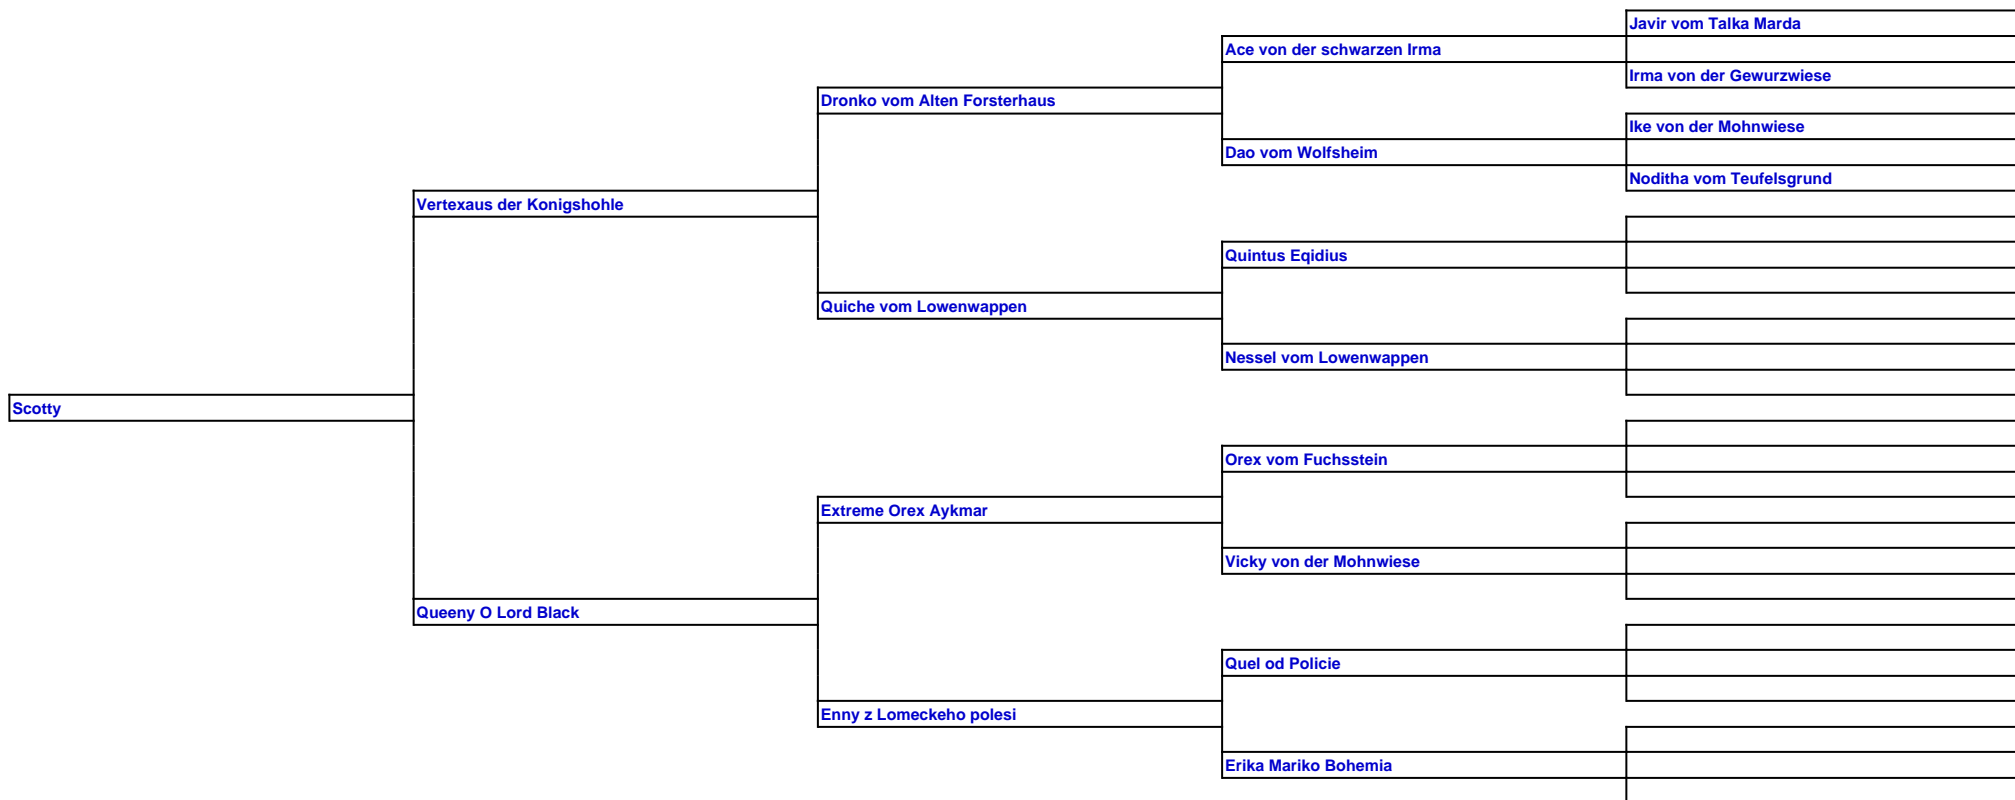 Javir vom Talka Marda
Ace von der schwarzen Irma
Irma von der Gewurzwiese
Dronko vom Alten Forsterhaus
Ike von der Mohnwiese
Dao vom Wolfsheim
Noditha vom Teufelsgrund
Vertexaus der Konigshohle
Quintus Eqidius
Quiche vom Lowenwappen
Nessel vom Lowenwappen
Scotty
Orex vom Fuchsstein
Extreme Orex Aykmar
Vicky von der Mohnwiese
Queeny O Lord Black
Quel od Policie
Enny z Lomeckeho polesi
Erika Mariko Bohemia